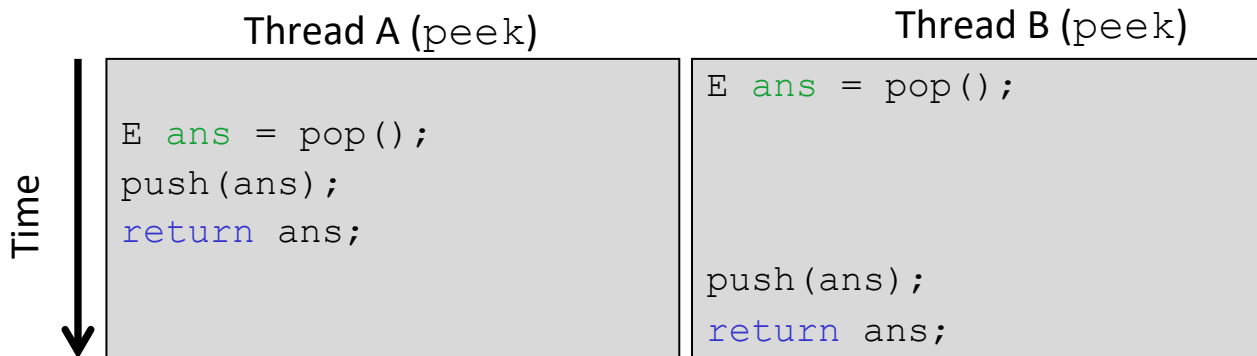 Thread A (peek)
Thread B (peek)
Time
E ans = pop();
push(ans);
return ans;
E ans = pop();
push(ans);
return ans;